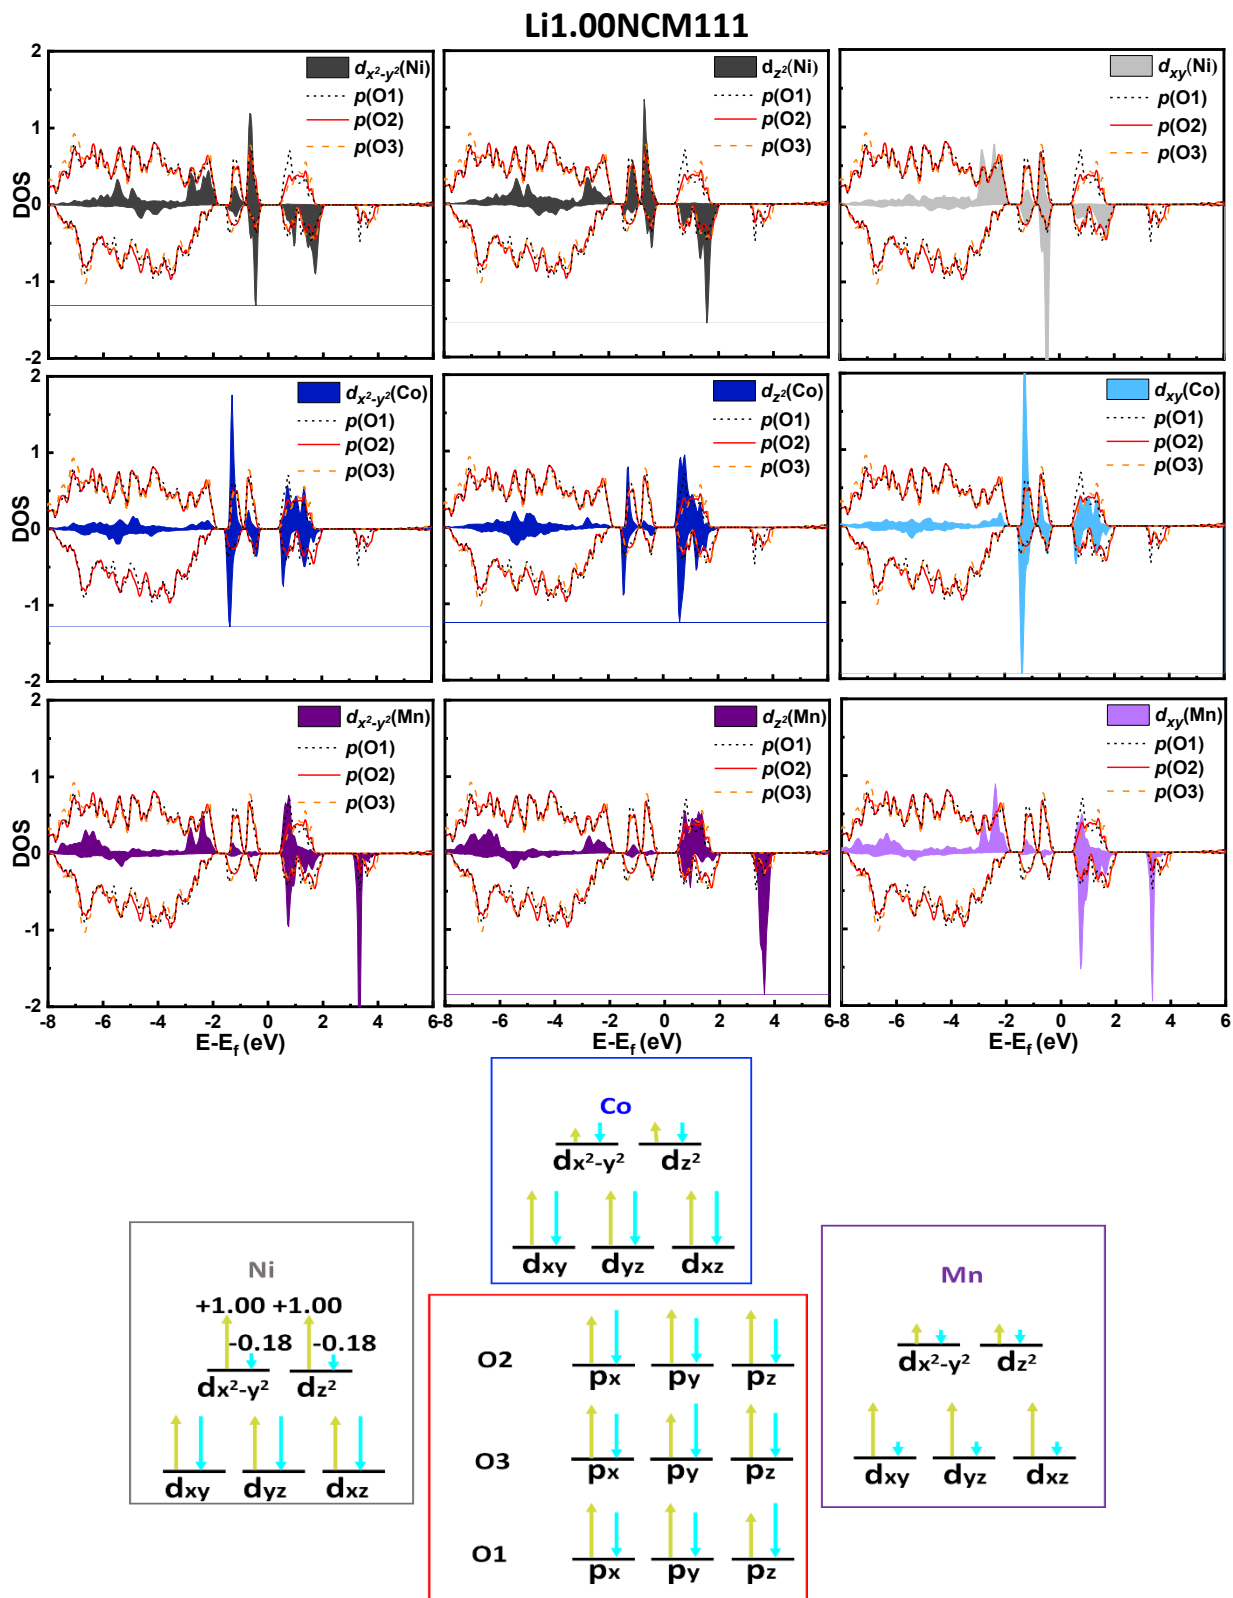 Li1.00NCM111
2
1
0
-1
-2
DOS
dx²-y²(Ni)
p(O1)
p(O2)
p(O3)
dz²(Ni)
p(O1)
p(O2)
p(O3)
dxy(Ni)
p(O1)
p(O2)
p(O3)
2
1
0
-1
-2
DOS
dx²-y²(Co)
p(O1)
p(O2)
p(O3)
dz²(Co)
p(O1)
p(O2)
p(O3)
dxy(Co)
p(O1)
p(O2)
p(O3)
2
1
0
-1
-2
DOS
dx²-y²(Mn)
p(O1)
p(O2)
p(O3)
dz²(Mn)
p(O1)
p(O2)
p(O3)
dxy(Mn)
p(O1)
p(O2)
p(O3)
-8 -6 -4 -2 0 2 4 6
-6 -4 -2 0 2 4 6
-8 -6 -4 -2 0 2 4 6
E-Ef (eV)
E-Ef (eV)
E-Ef (eV)
Co
dx²-y² dz²
dxy dyz dxz
Ni
+1.00 +1.00
-0.18 -0.18
dx²-y² dz²
dxy dyz dxz
Mn
dx²-y² dz²
dxy dyz dxz
O2
px py pz
O3
px py pz
O1
px py pz